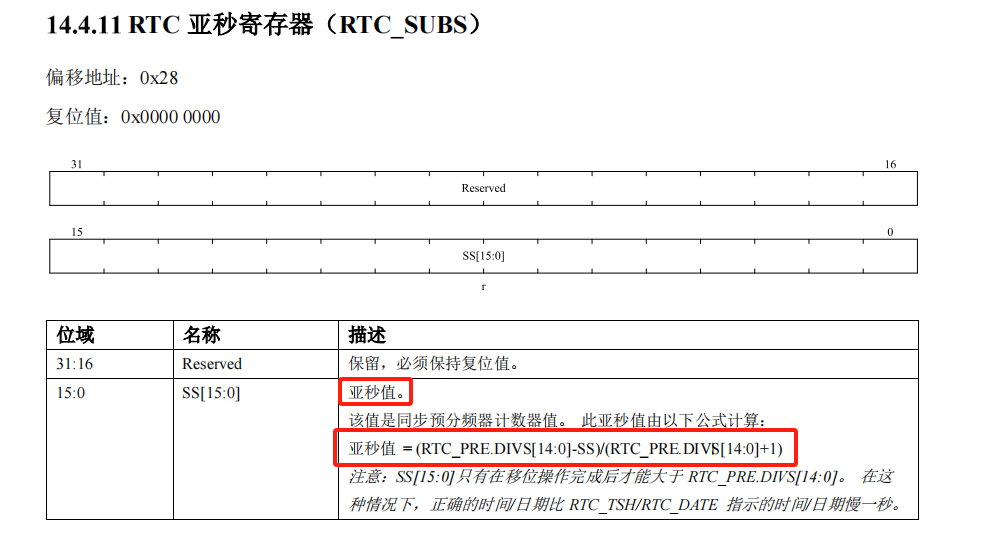 14.4.11 RTC 亚秒寄存器（RTC_SUBS）
偏移地址：0x28
复位值：0x0000 0000
31 16
Reserved
15 0
SS[15:0]
r
位域 名称 描述
31:16 Reserved 保留，必须保持复位值。
15:0 SS[15:0] 亚秒值。
该值是同步预分频器计数器值。 此亚秒值由以下公式计算：
亚秒值 = (RTC_PRE.DIVS[14:0]-SS)/(RTC_PRE.DIVS[14:0]+1)
注意：SS[15:0]只有在移位操作完成后才能大于 RTC_PRE.DIVS[14:0]。 在这
种情况下，正确的时间/日期比 RTC_TSH/RTC_DATE 指示的时间/日期慢一秒。